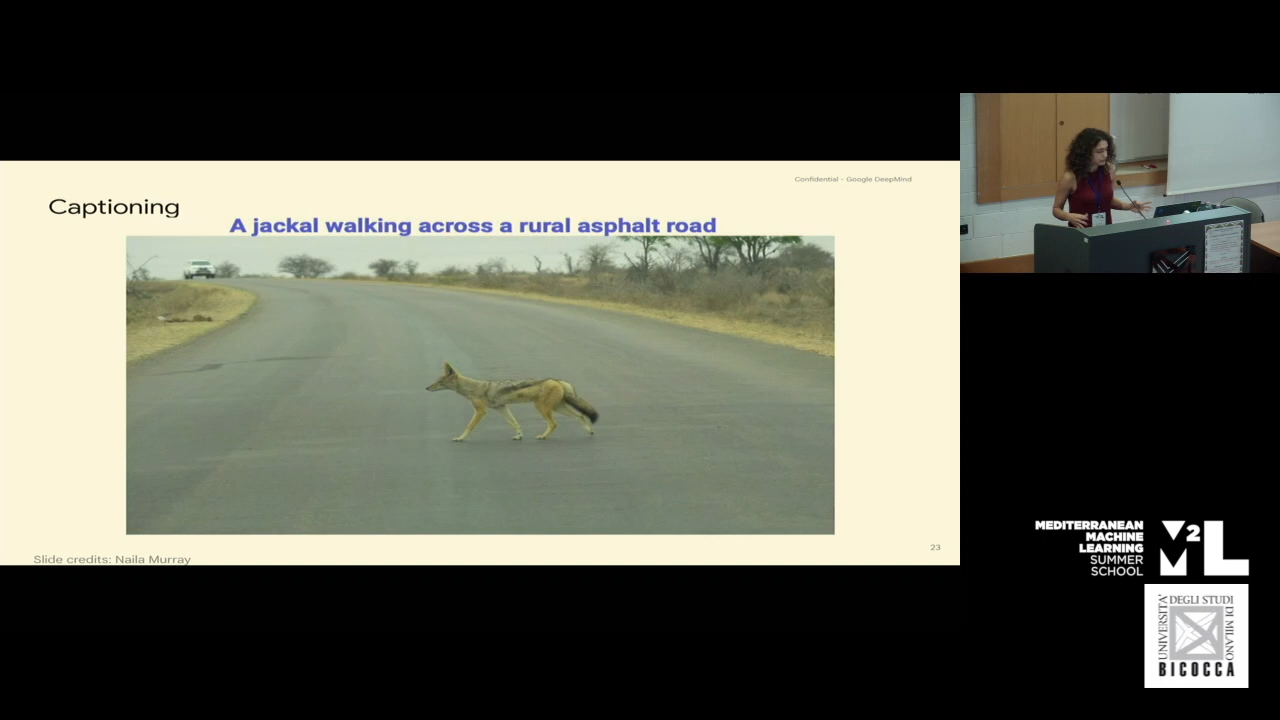 Confidential - Google DeepMind
Captioning
A jackal walking across a rural asphalt road
23
Slide credits: Naila Murray
MEDITERRANEAN
MACHINE
LEARNING
SUMMER
SCHOOL
M2L
UNIVERSITA'
DEGLI STUDI
DI MILANO
BICOCCA